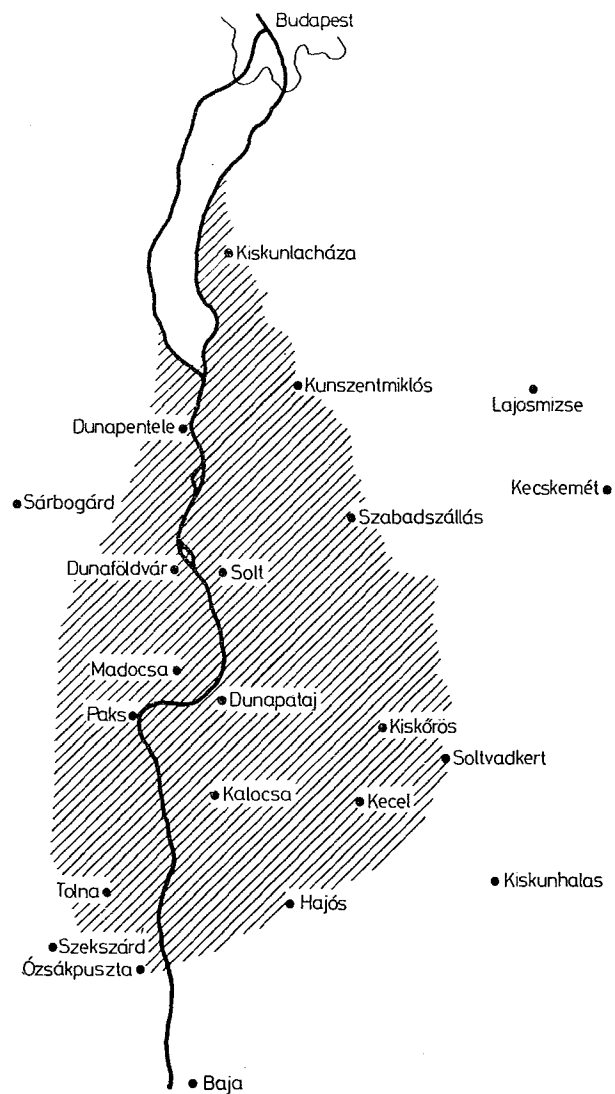 Budapest
Kiskunlacháza
Kunszentmiklós
Lajosmizse
Dunapentele
Kecskemét
Sárbogárd
Szabadszállás
Dunaföldvár
Solt
Madocsa
Dunapataj
Paks
Kiskőrös
Soltvadkert
Kalocsa
Kecel
Kiskunhalas
Tolna
Hajós
Szekszárd
Ózsákpuszta
Baja